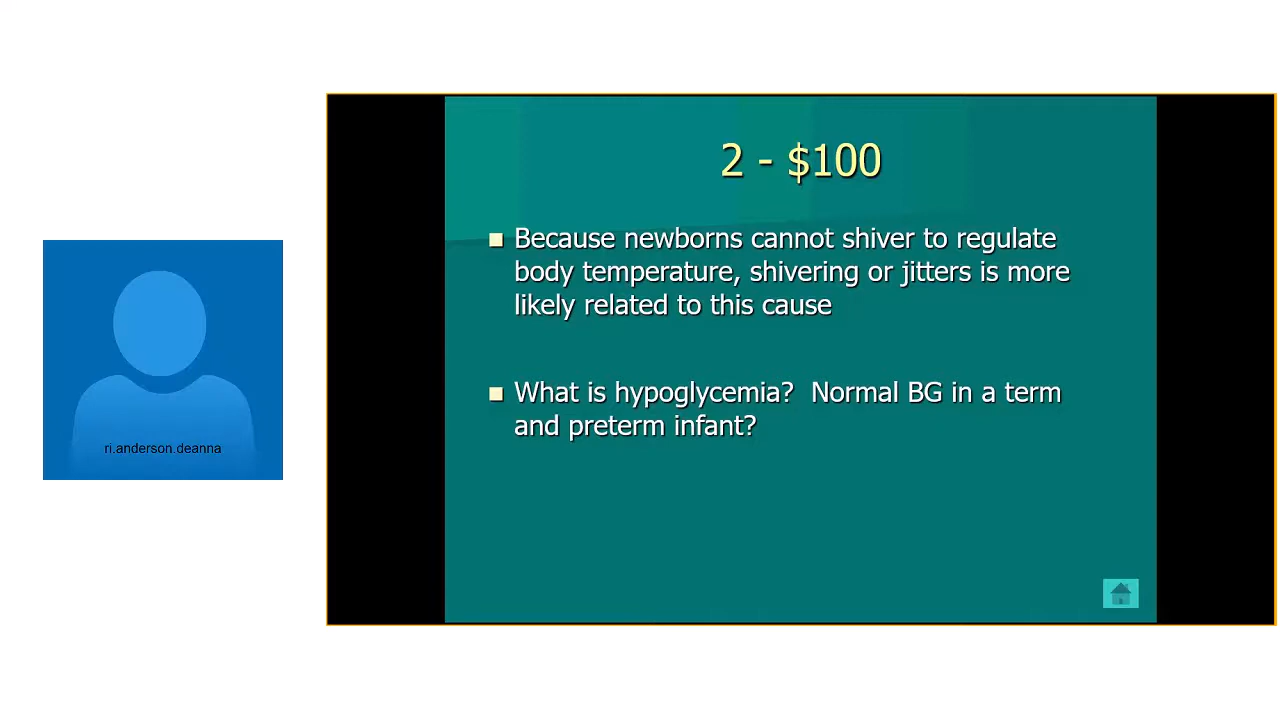 2 - $100
Because newborns cannot shiver to regulate
body temperature, shivering or jitters is more
likely related to this cause
What is hypoglycemia?  Normal BG in a term
and preterm infant?
ri.anderson.deanna